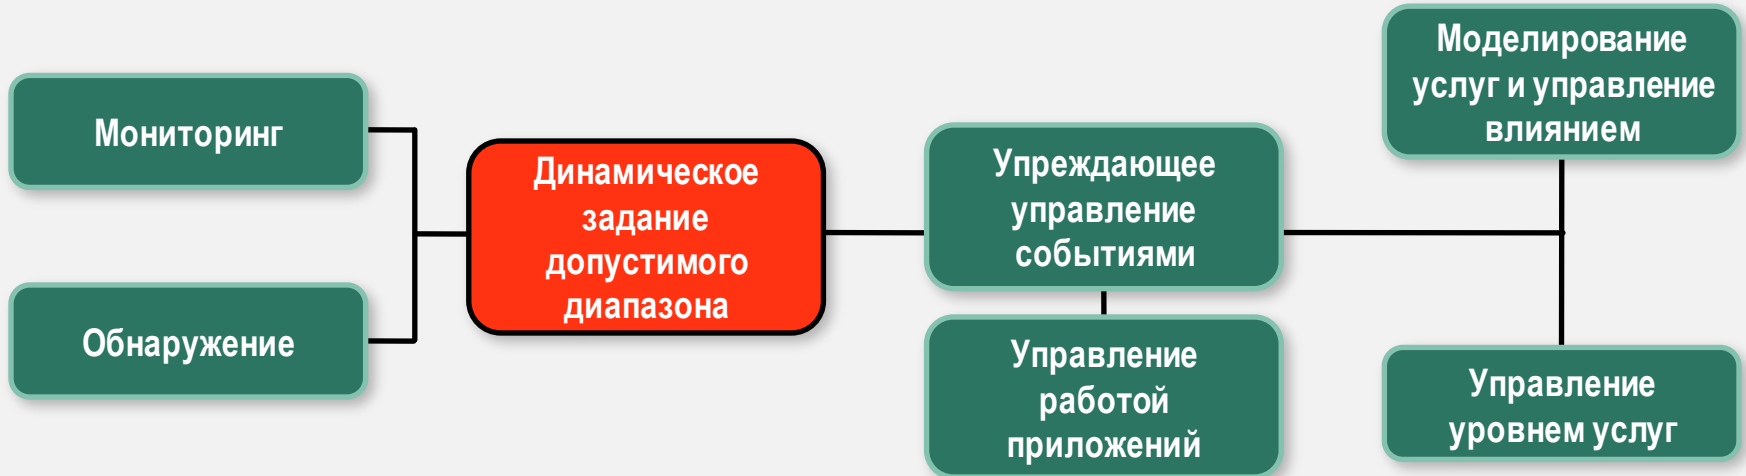 Мониторинг
Обнаружение
Динамическое
задание
допустимого
диапазона
Упреждающее
управление
событиями
Управление
работой
приложений
Моделирование
услуг и управление
влиянием
Управление
уровнем услуг